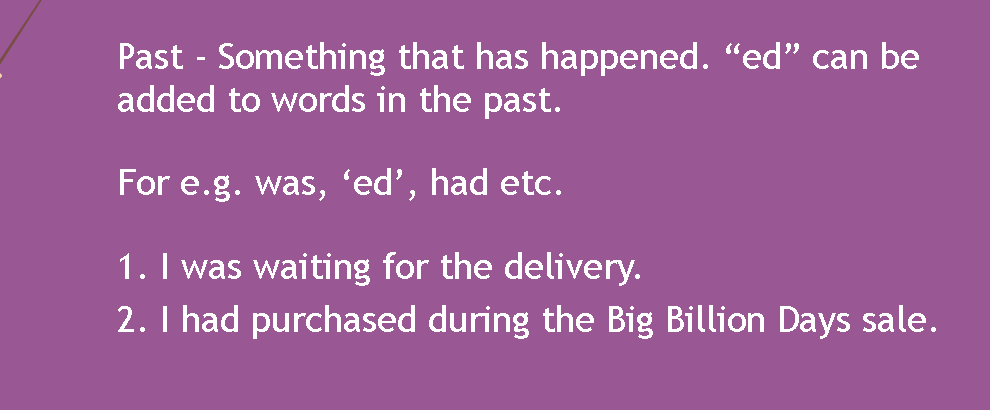 Past - Something that has happened. “ed” can be
added to words in the past.
For e.g. was, ‘ed’, had etc.
1. I was waiting for the delivery.
2. I had purchased during the Big Billion Days sale.